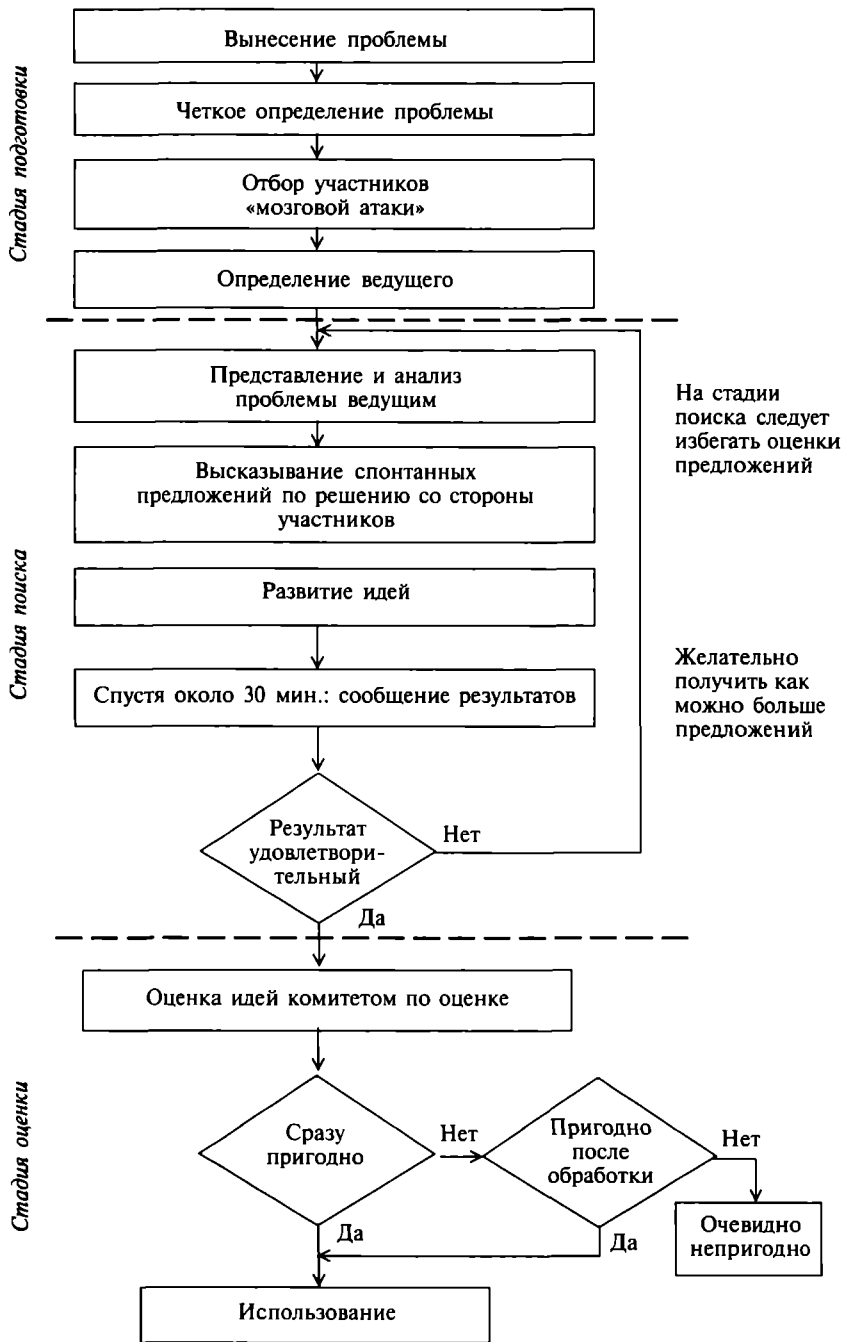 Стадия подготовки
Вынесение проблемы
Четкое определение проблемы
Отбор участников
«мозговой атаки»
Определение ведущего
Стадия поиска
Представление и анализ
проблемы ведущим
На стадии
поиска следует
избегать оценки
предложений
Высказывание спонтанных
предложений по решению со стороны
участников
Развитие идей
Спустя около 30 мин.: сообщение результатов
Желательно
получить как
можно больше
предложений
Результат
удовлетвори-
тельный
Нет
Да
Стадия оценки
Оценка идей комитетом по оценке
Сразу
пригодно
Нет
Пригодно
после
обработки
Нет
Да
Да
Очевидно
непригодно
Использование